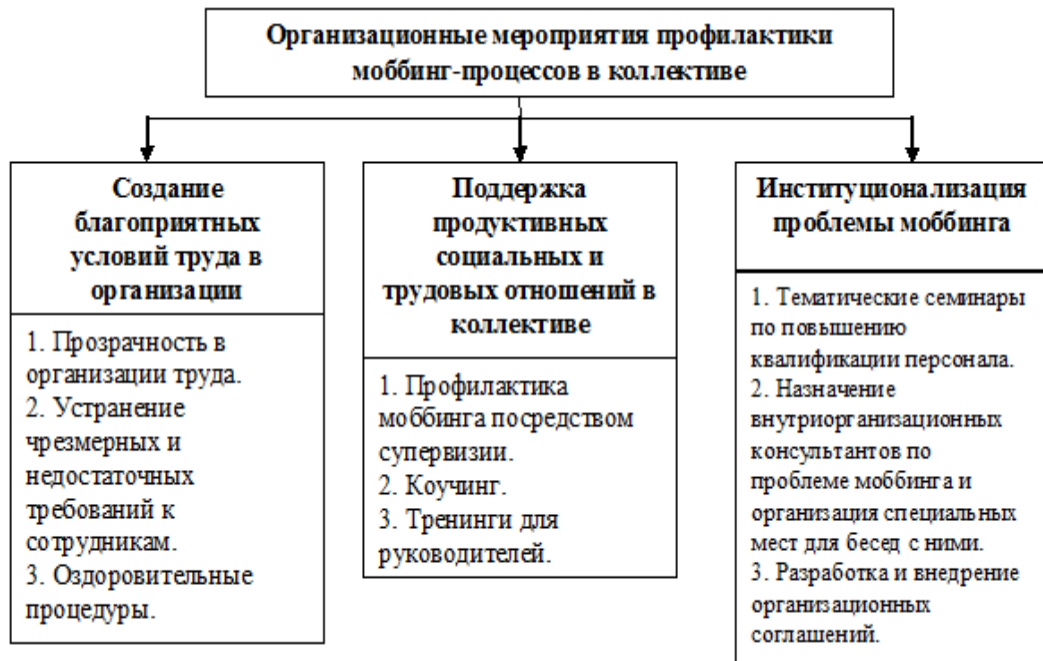 Организационные мероприятия профилактики
моббинг-процессов в коллективе
Создание
благоприятных
условий труда в
организации
1. Прозрачность в
организации труда.
2. Устранение
чрезмерных и
недостаточных
требований к
сотрудникам.
3. Оздоровительные
процедуры.
Поддержка
продуктивных
социальных и
трудовых отношений в
коллективе
1. Профилактика
моббинга посредством
супервизии.
2. Коучинг.
3. Тренинги для
руководителей.
Институционализация
проблемы моббинга
1. Тематические семинары
по повышению
квалификации персонала.
2. Назначение
внутриорганизационных
консультантов по
проблеме моббинга и
организация специальных
мест для бесед с ними.
3. Разработка и внедрение
организационных
соглашений.